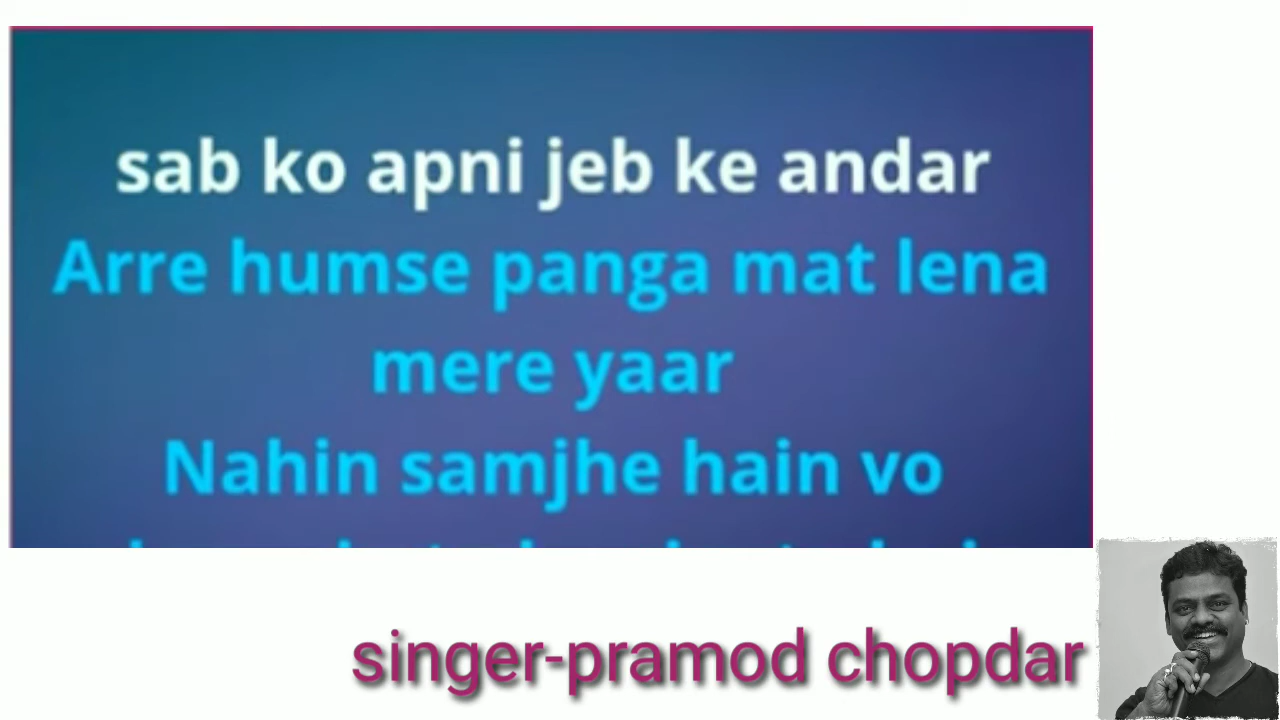 sab ko apni jeb ke andar
Arre humse panga mat lena
mere yaar
Nahin samjhe hain vo
singer-pramod chopdar